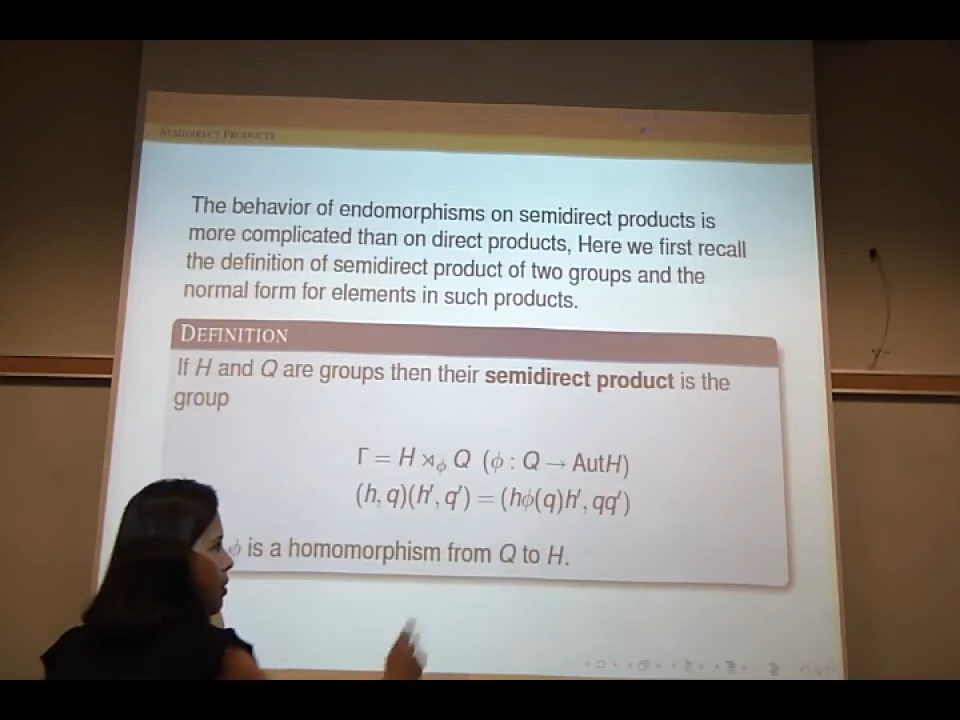 SEMIDIRECT PRODUCTS
The behavior of endomorphisms on semidirect products is
more complicated than on direct products, Here we first recall
the definition of semidirect product of two groups and the
normal form for elements in such products.
DEFINITION
If H and Q are groups then their semidirect product is the
group
Γ = H ⋊_ϕ Q (ϕ : Q → AutH)
(h, q)(h′, q′) = (hϕ(q)h′, qq′)
ϕ is a homomorphism from Q to H.